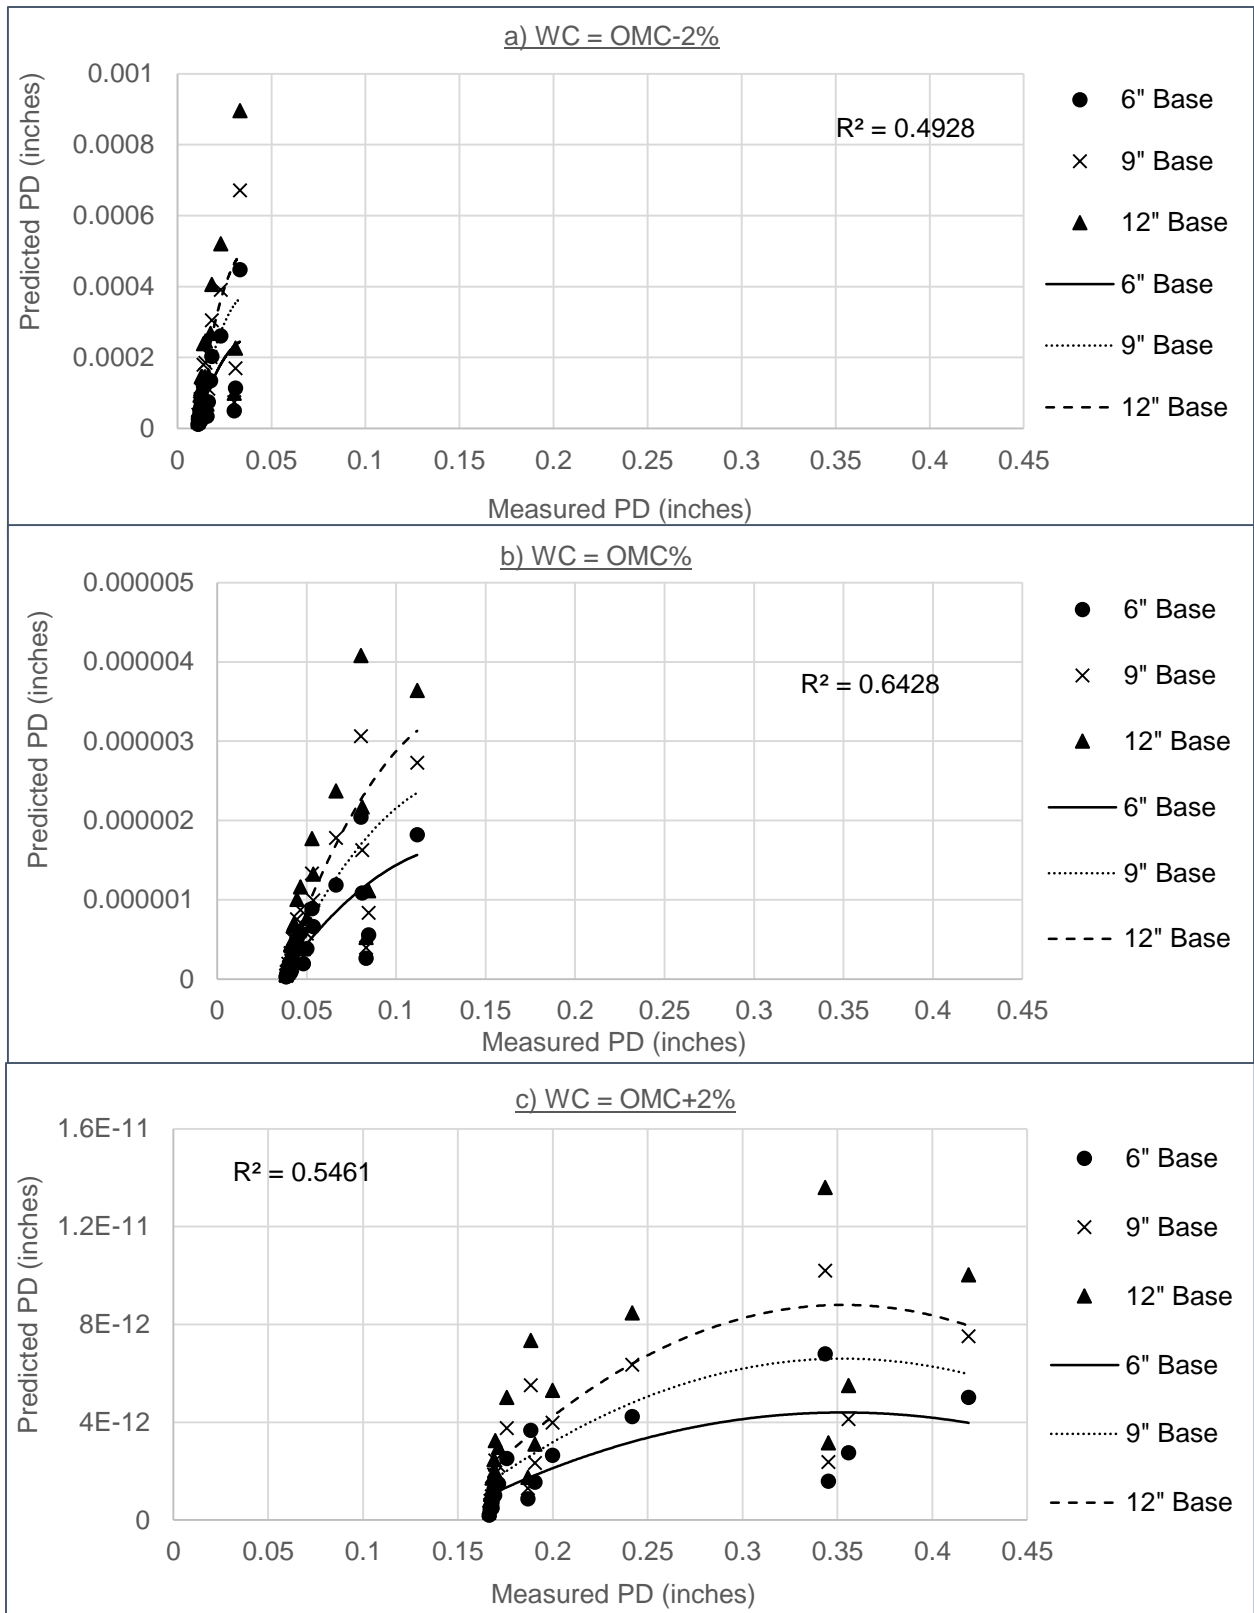 a) WC = OMC-2%
Predicted PD (inches)
0.001
0.0008
0.0006
0.0004
0.0002
0
0 0.05 0.1 0.15 0.2 0.25 0.3 0.35 0.4 0.45
Measured PD (inches)
R² = 0.4928
6" Base
9" Base
12" Base
6" Base
9" Base
12" Base
b) WC = OMC%
Predicted PD (inches)
0.000005
0.000004
0.000003
0.000002
0.000001
0
0 0.05 0.1 0.15 0.2 0.25 0.3 0.35 0.4 0.45
Measured PD (inches)
R² = 0.6428
6" Base
9" Base
12" Base
6" Base
9" Base
12" Base
c) WC = OMC+2%
Predicted PD (inches)
1.6E-11
1.2E-11
8E-12
4E-12
0
0 0.05 0.1 0.15 0.2 0.25 0.3 0.35 0.4 0.45
Measured PD (inches)
R² = 0.5461
6" Base
9" Base
12" Base
6" Base
9" Base
12" Base